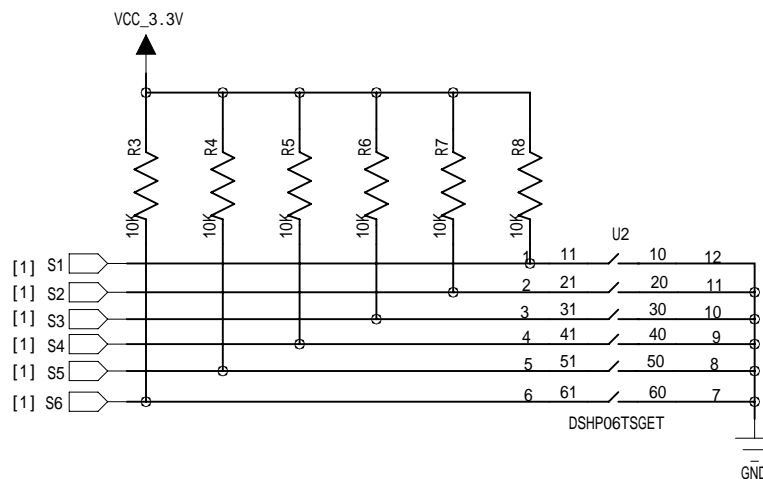 VCC_3.3V
R3 R4 R5 R6 R7 R8
10K 10K 10K 10K 10K 10K
U2
[1] S1 1 11 10 12
[1] S2 2 21 20 11
[1] S3 3 31 30 10
[1] S4 4 41 40 9
[1] S5 5 51 50 8
[1] S6 6 61 60 7
DSHP06TSGET
GND